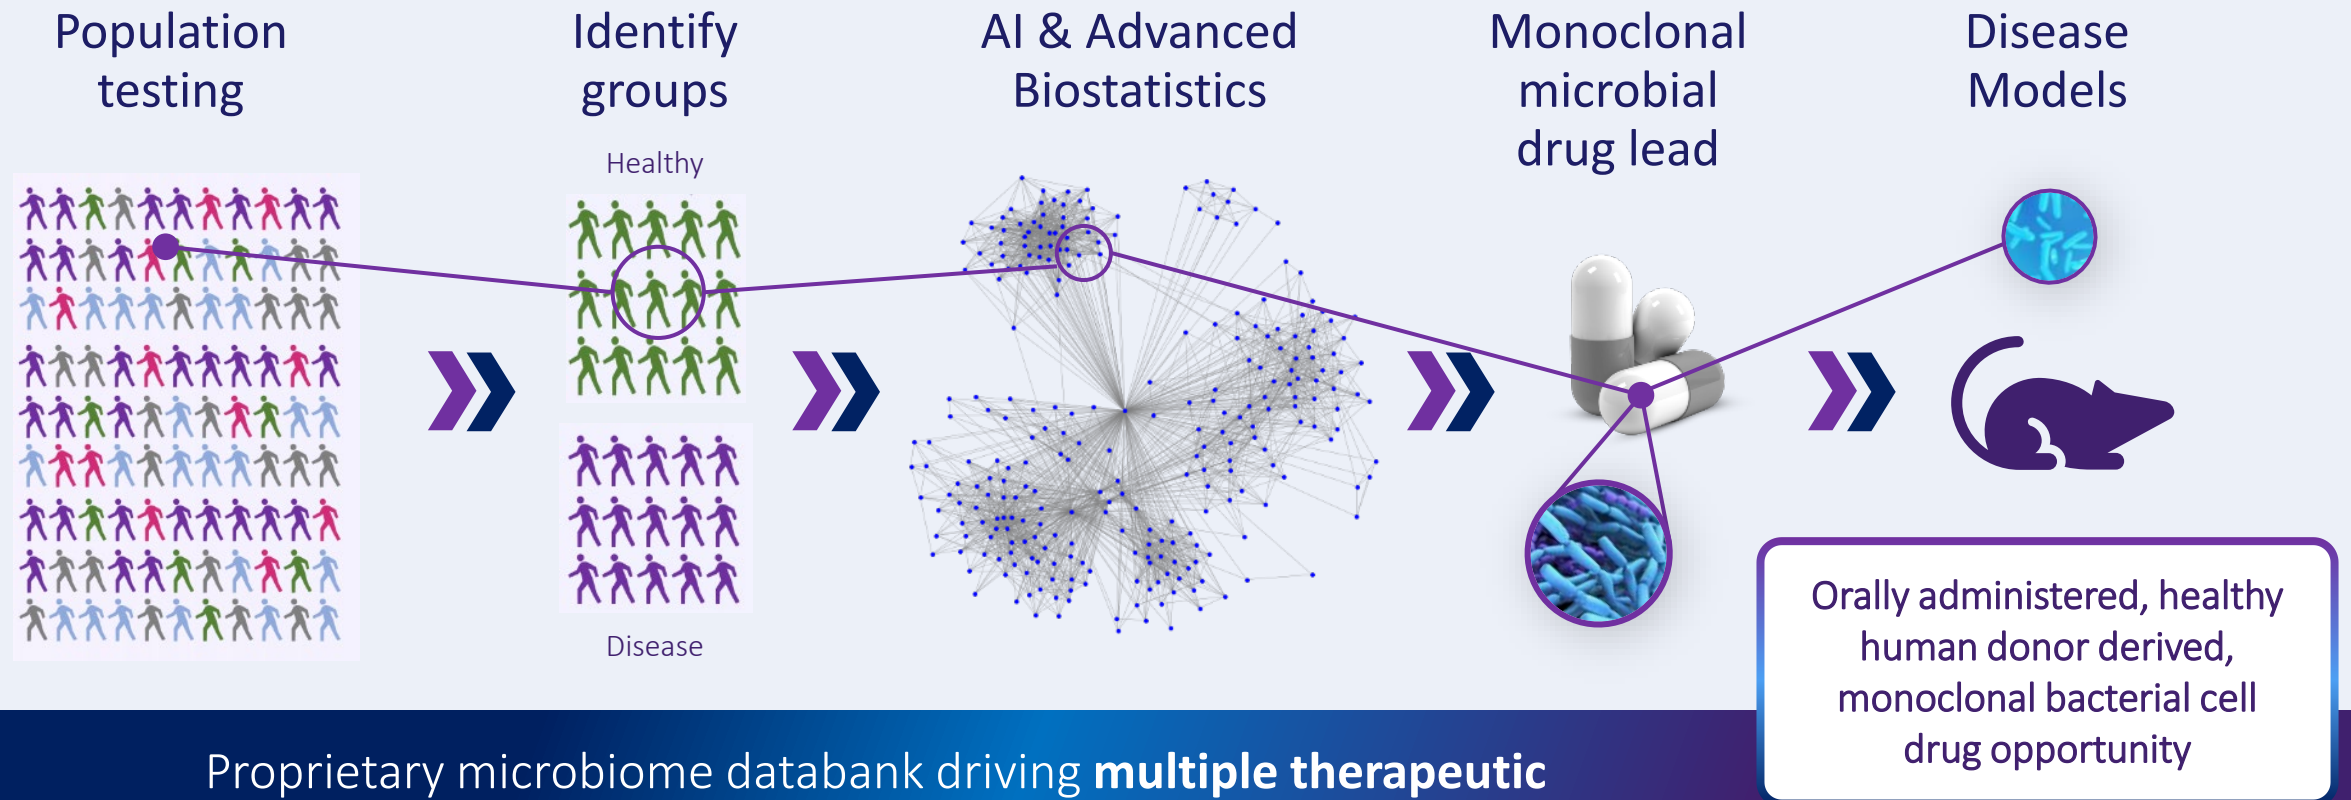 Population
testing
Identify
groups
AI & Advanced
Biostatistics
Monoclonal
microbial
drug lead
Disease
Models
Healthy
Disease
Orally administered, healthy
human donor derived,
monoclonal bacterial cell
drug opportunity
Proprietary microbiome databank driving multiple therapeutic